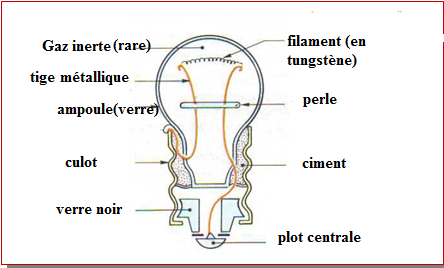 Gaz inerte (rare)
tige métallique
ampoule(verre)
culot
verre noir
filament (en
tungstène)
perle
ciment
plot centrale